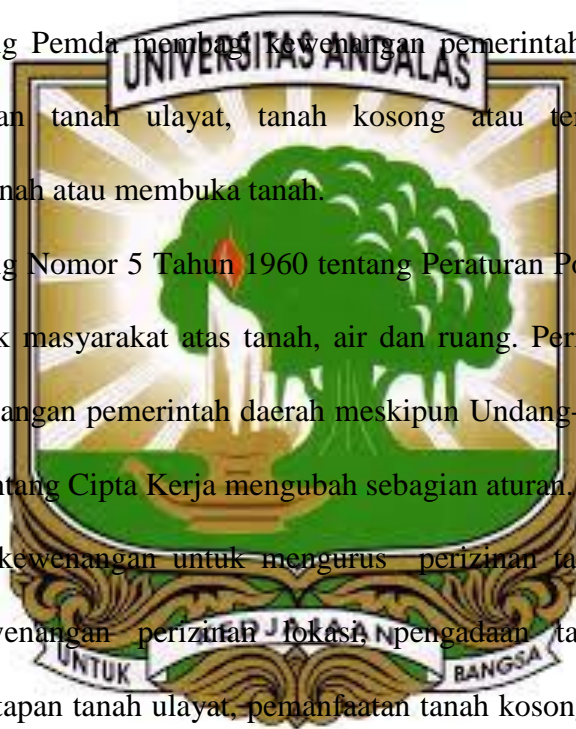 UNIVERSITAS ANDALAS
g Pemda membagi kewenangan pemerintah
an tanah ulayat, tanah kosong atau te
nah atau membuka tanah.
g Nomor 5 Tahun 1960 tentang Peraturan Po
k masyarakat atas tanah, air dan ruang. Per
angan pemerintah daerah meskipun Undang-
ntang Cipta Kerja mengubah sebagian aturan.
kewenangan untuk mengurus perizinan ta
wenangan perizinan lokasi, pengadaan ta
UNTUK KEDJAJAAN BANGSA
tapan tanah ulayat, pemanfaatan tanah koson